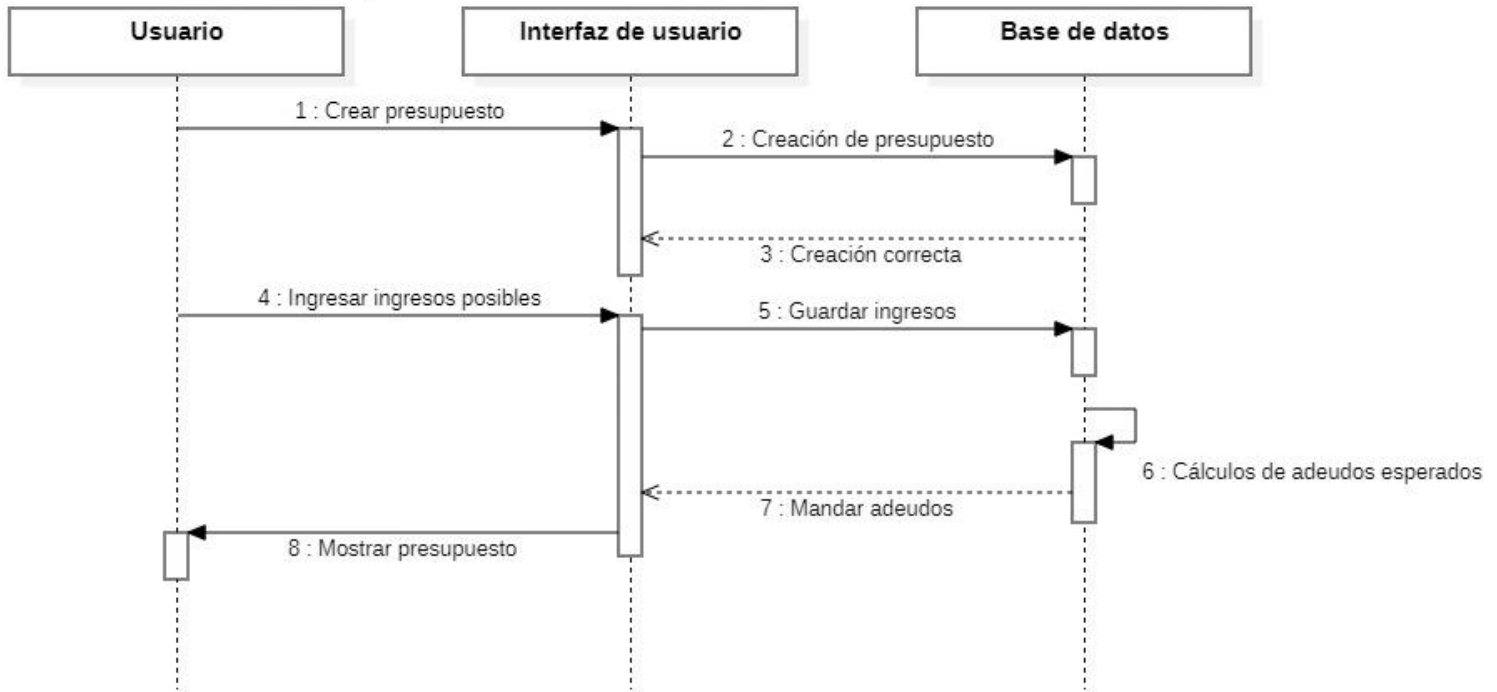 Usuario
Interfaz de usuario
Base de datos
1 : Crear presupuesto
2 : Creación de presupuesto
3 : Creación correcta
4 : Ingresar ingresos posibles
5 : Guardar ingresos
6 : Cálculos de adeudos esperados
7 : Mandar adeudos
8 : Mostrar presupuesto